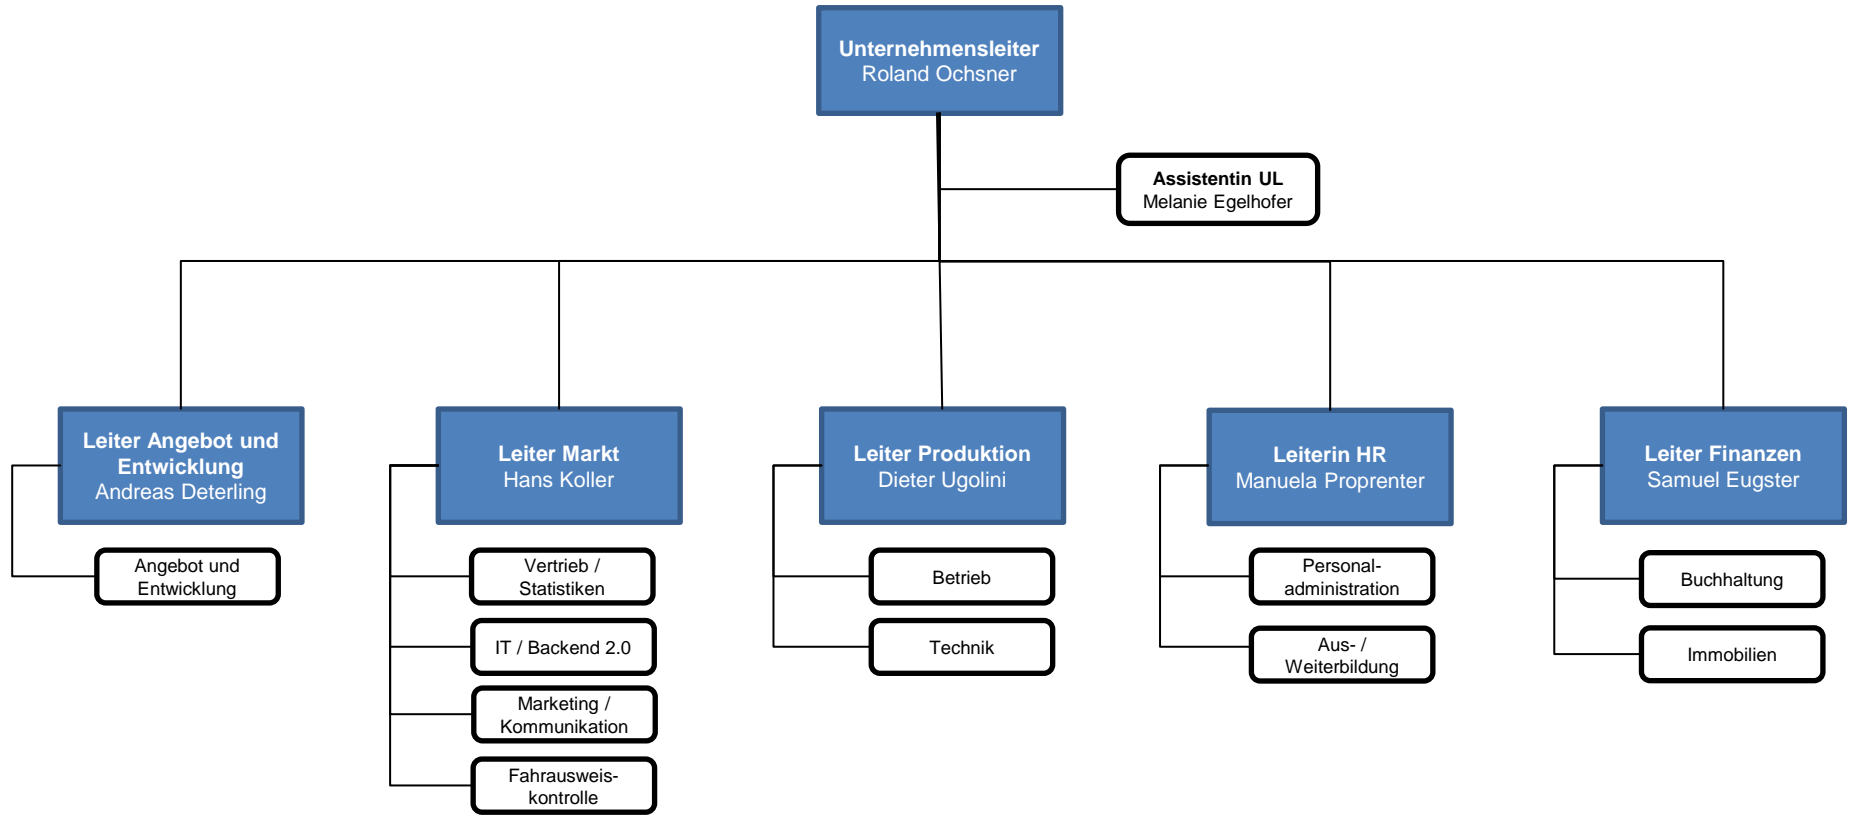 Unternehmensleiter
Roland Ochsner
Assistentin UL
Melanie Egelhofer
Leiter Angebot und
Entwicklung
Andreas Deterling
Leiter Markt
Hans Koller
Leiter Produktion
Dieter Ugolini
Leiterin HR
Manuela Proprenter
Leiter Finanzen
Samuel Eugster
Angebot und
Entwicklung
Vertrieb /
Statistiken
IT / Backend 2.0
Marketing /
Kommunikation
Fahrausweis-
kontrolle
Betrieb
Technik
Personal-
administration
Aus- /
Weiterbildung
Buchhaltung
Immobilien